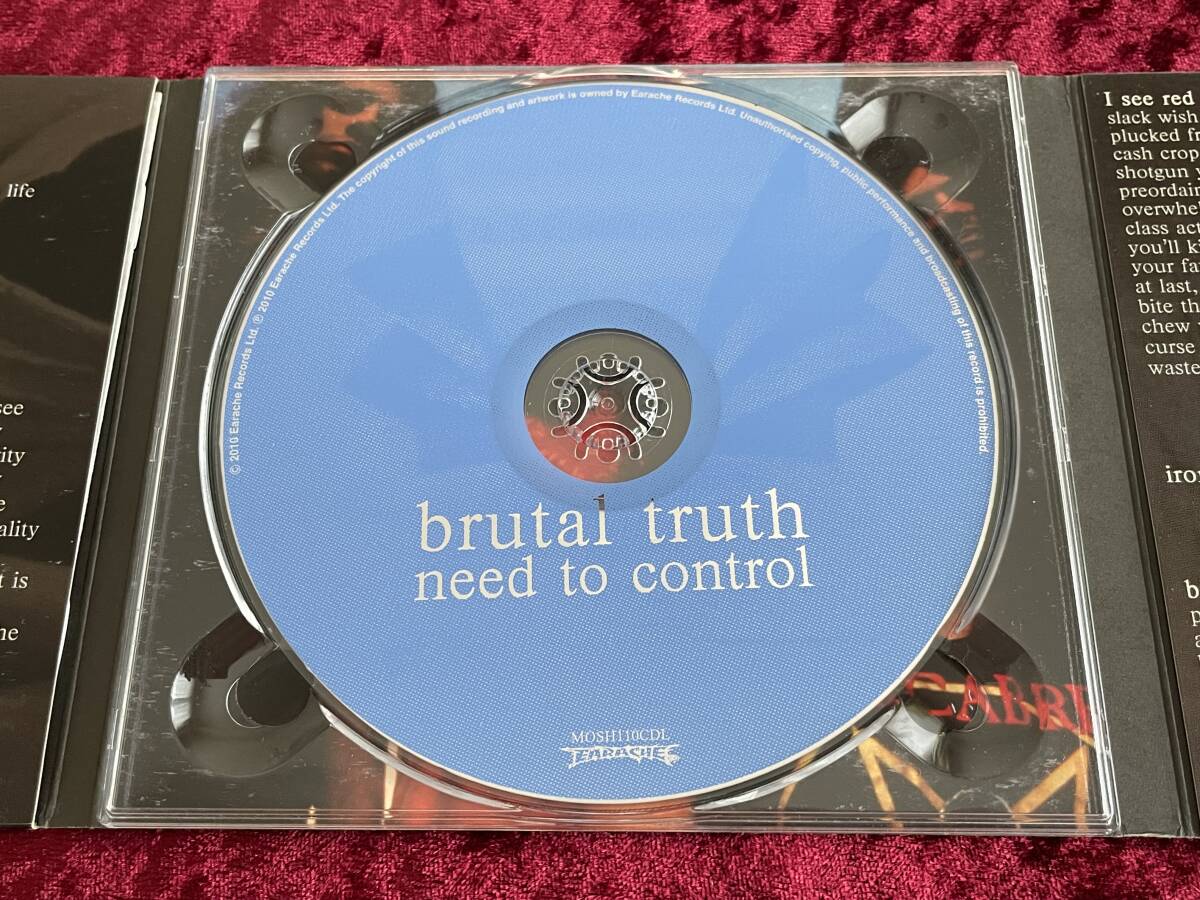 life
see
ity
e
ality
t is
ne
© 2010 Earache Records Ltd. ℗ 2010 Earache Records Ltd. The copyright of this sound recording and artwork is owned by Earache Records Ltd. Unauthorised copying, public performance and broadcasting of this record is prohibited.
brutal truth
need to control
MOSH110CDL
EARACHE
I see red
slack wish
plucked fr
cash crop
shotgun y
preordain
overwhel
class act
you'll k
your fa
at last,
bite th
chew
curse
waste
iron
b
p
a